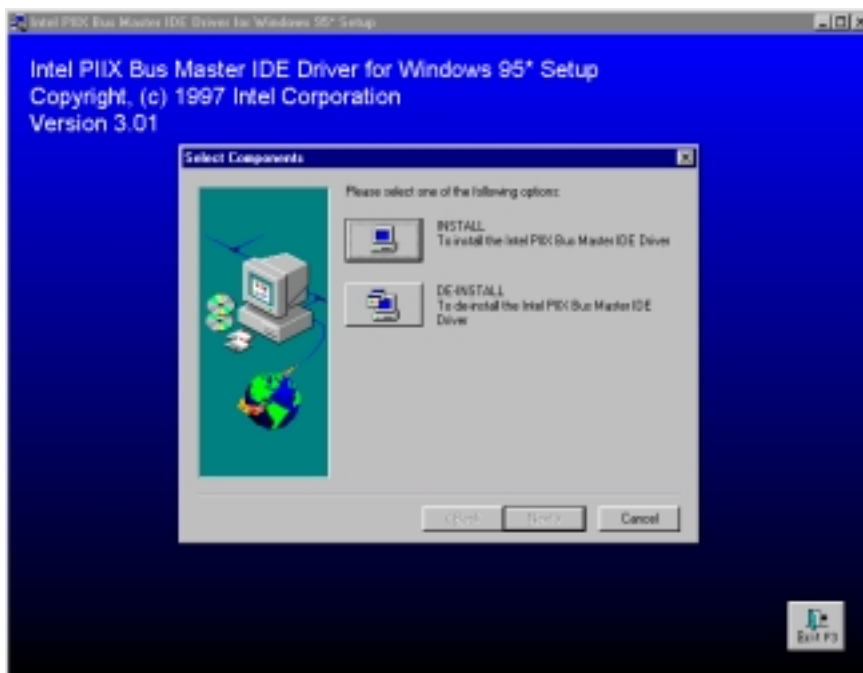 Intel PIIX Bus Master IDE Driver for Windows 95* Setup
Intel PIIX Bus Master IDE Driver for Windows 95* Setup
Copyright, (c) 1997 Intel Corporation
Version 3.01
Select Components
Please select one of the following options:
INSTALL
To install the Intel PIIX Bus Master IDE Driver
DE-INSTALL
To de-install the Intel PIIX Bus Master IDE
Driver
<Back
Next>
Cancel
Exit F3